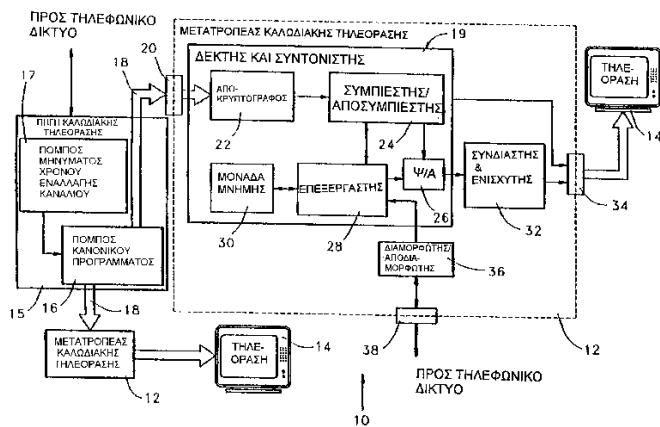 ΠΡΟΣ ΤΗΛΕΦΩΝΙΚΟ
ΔΙΚΤΥΟ
17
18
20
ΠΗΓΗ ΚΑΛΩΔΙΑΚΗΣ
ΤΗΛΕΟΡΑΣΗΣ
ΠΟΜΠΟΣ
ΜΗΝΥΜΑΤΟΣ
ΧΡΟΝΟΥ
ΕΝΑΛΛΑΓΗΣ
ΚΑΝΑΛΙΟΥ
ΠΟΜΠΟΣ
ΚΑΝΟΝΙΚΟΥ
ΠΡΟΓΡΑΜΜΑΤΟΣ
15
16
18
ΜΕΤΑΤΡΟΠΕΑΣ
ΚΑΛΩΔΙΑΚΗΣ
ΤΗΛΕΟΡΑΣΗΣ
12
ΤΗΛΕ-
ΟΡΑΣΗ
14
ΜΕΤΑΤΡΟΠΕΑΣ ΚΑΛΩΔΙΑΚΗΣ ΤΗΛΕΟΡΑΣΗΣ
19
ΔΕΚΤΗΣ ΚΑΙ ΣΥΝΤΟΝΙΣΤΗΣ
ΑΠΟ-
ΚΡΥΠΤΟΓΡΑΦΟΣ
22
ΣΥΜΠΙΕΣΤΗΣ/
ΑΠΟΣΥΜΠΙΕΣΤΗΣ
24
ΜΟΝΑΔΑ
ΜΝΗΜΗΣ
30
ΕΠΕΞΕΡΓΑΣΤΗΣ
28
Ψ/Α
26
ΣΥΝΔΙΑΣΤΗΣ
&
ΕΝΙΣΧΥΤΗΣ
32
34
ΤΗΛΕ-
ΟΡΑΣΗ
14
ΔΙΑΜΟΡΦΩΤΗΣ/
ΑΠΟΔΙΑ-
ΜΟΡΦΩΤΗΣ
36
38
12
ΠΡΟΣ ΤΗΛΕΦΩΝΙΚΟ
ΔΙΚΤΥΟ
10